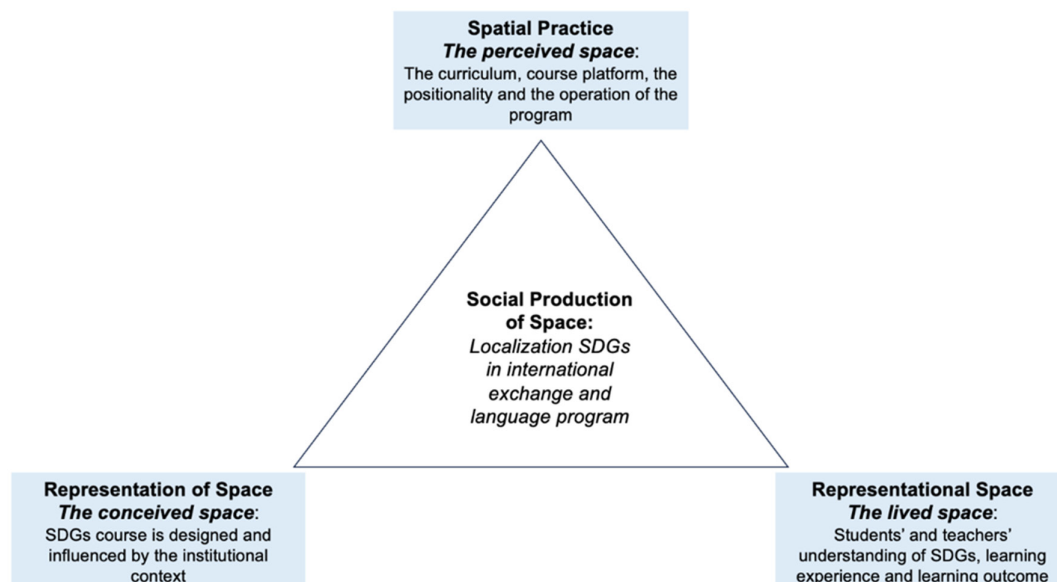 Spatial Practice
The perceived space:
The curriculum, course platform, the
positionality and the operation of the
program
Social Production
of Space:
Localization SDGs
in international
exchange and
language program
Representation of Space
The conceived space:
SDGs course is designed and
influenced by the institutional
context
Representational Space
The lived space:
Students’ and teachers’
understanding of SDGs, learning
experience and learning outcome